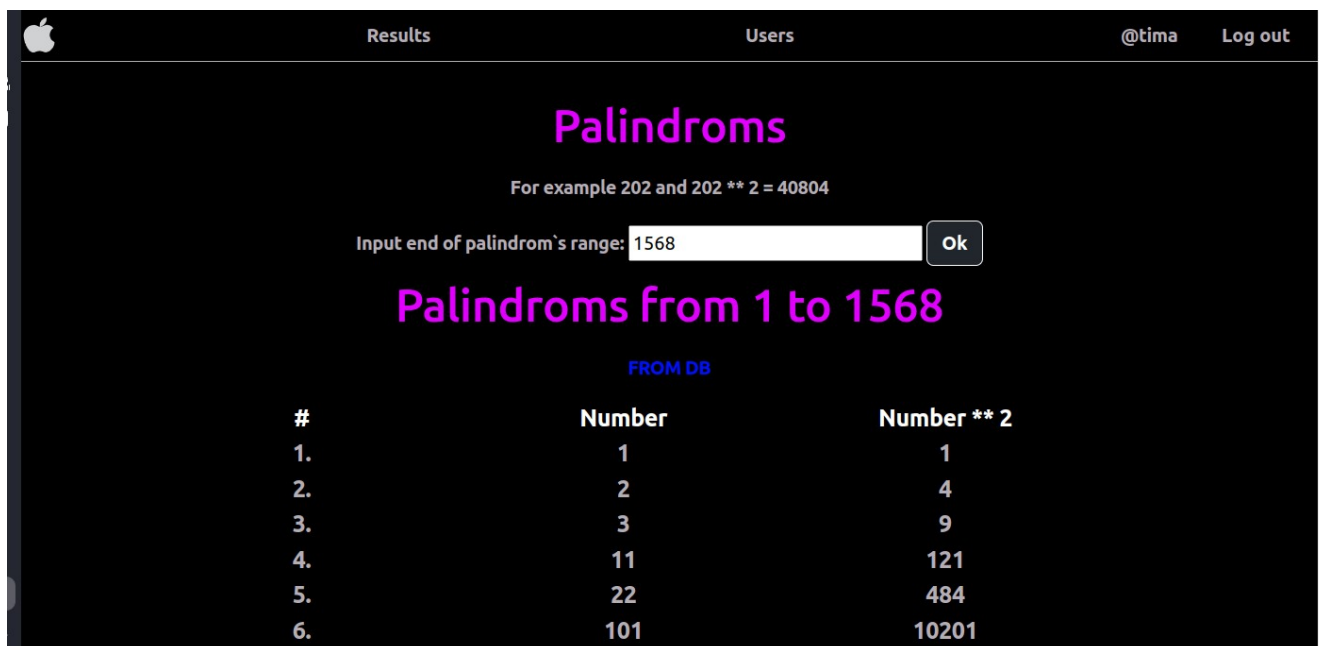 Results Users @tima Log out
Palindroms
For example 202 and 202 ** 2 = 40804
Input end of palindrom`s range: 1568 Ok
Palindroms from 1 to 1568
FROM DB
# Number Number ** 2
1. 1 1
2. 2 4
3. 3 9
4. 11 121
5. 22 484
6. 101 10201